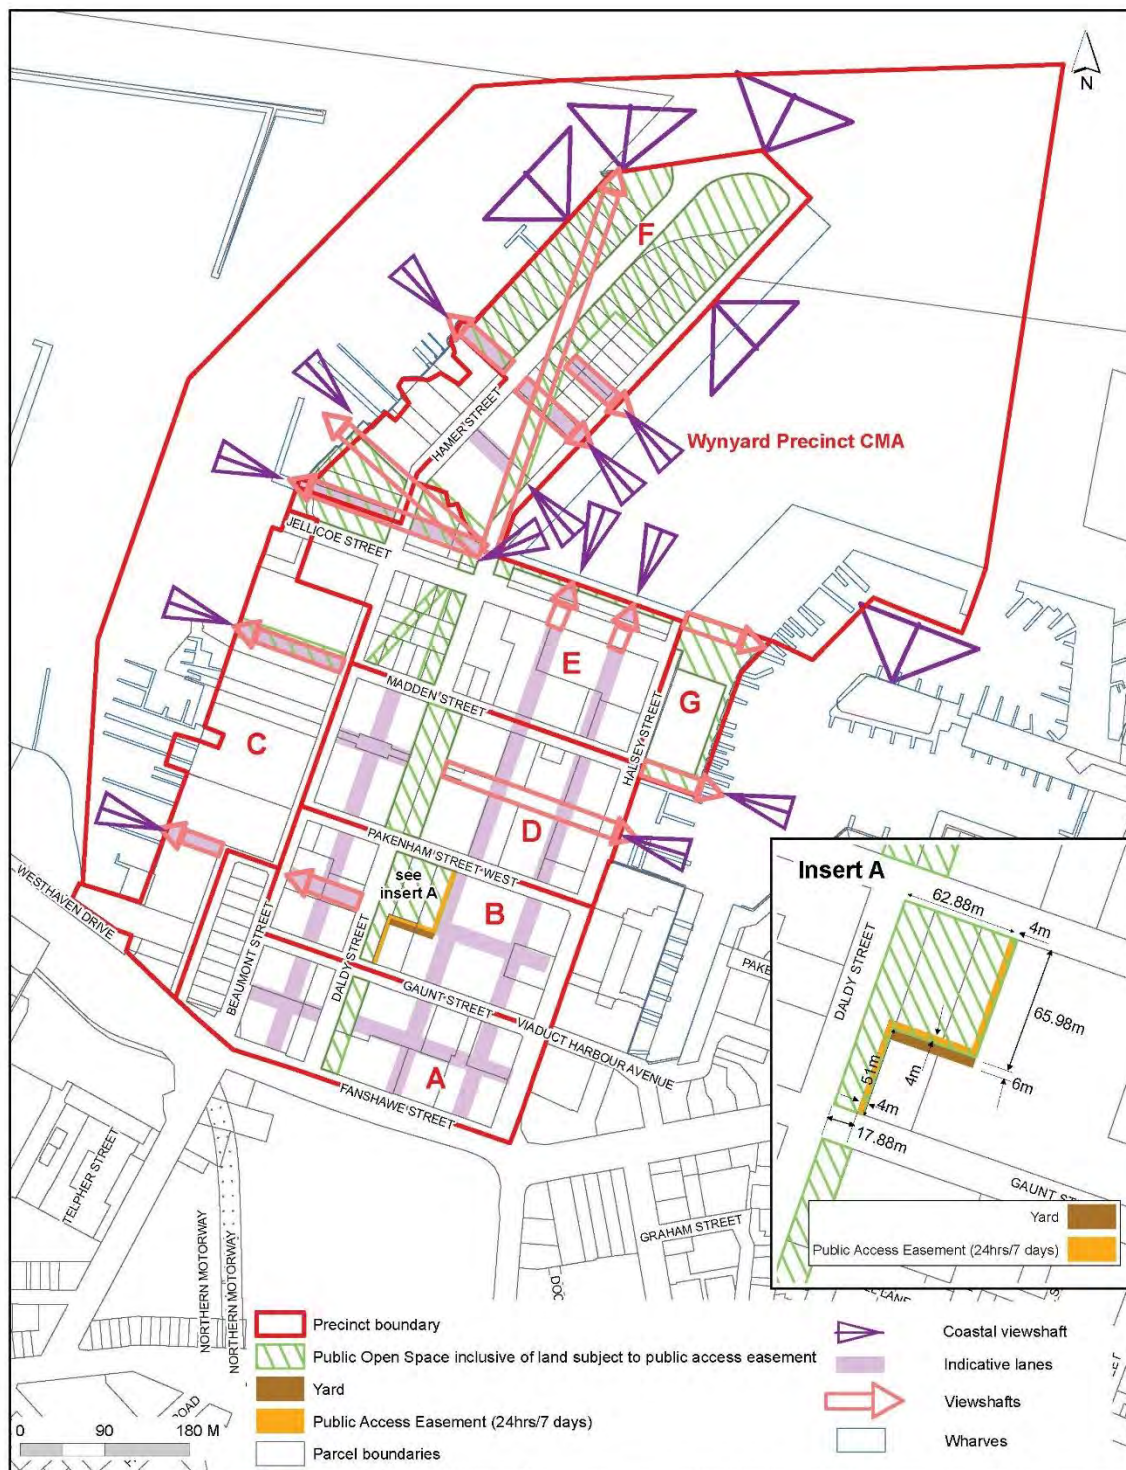 N
F
HAMER STREET
Wynyard Precinct CMA
JELLICOE STREET
E
MADDEN STREET
G
HALSEY STREET
C
D
PAKENHAM STREET WEST
see
insert A
B
WESTHAVEN DRIVE
BEAUMONT STREET
DALDY STREET
GAUNT STREET
VIADUCT HARBOUR AVENUE
A
FANSHAWE STREET
TELPHER STREET
NORTHERN MOTORWAY
NORTHERN MOTORWAY
GRAHAM STREET
Insert A
62.88m
4m
DALDY STREET
65.98m
51m
4m
6m
4m
17.88m
GAUNT S
Yard
Public Access Easement (24hrs/7 days)
Precinct boundary
Public Open Space inclusive of land subject to public access easement
Yard
Public Access Easement (24hrs/7 days)
Parcel boundaries
Coastal viewshaft
Indicative lanes
Viewshafts
Wharves
0 90 180 M
OAD
DOC
PAKE
LANE